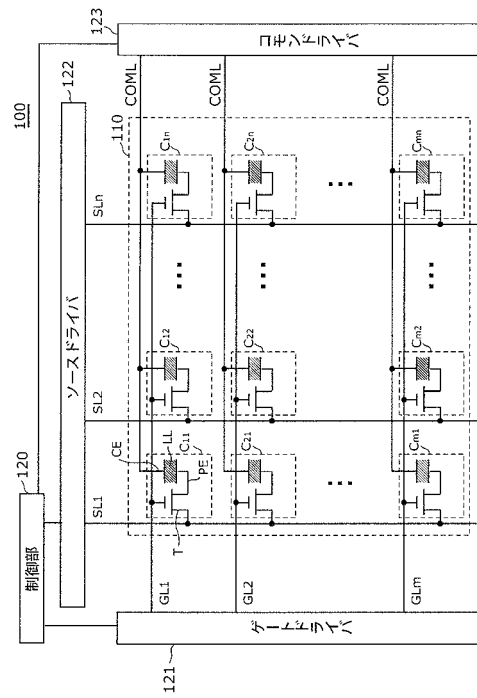 100
120
制御部
122
ソースドライバ
123
コモンドライバ
121
ゲートドライバ
110
SL1
SL2
SLn
COML
COML
COML
GL1
GL2
GLm
CE
LL
PE
T
C11
C12
C1n
C21
C22
C2n
Cm1
Cm2
Cmn